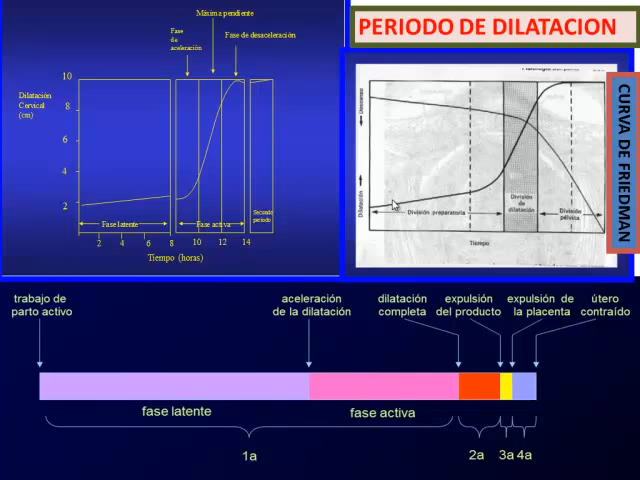 PERIODO DE DILATACION
Máxima pendiente
Fase
de
aceleración
Fase de desaceleración
Dilatación
Cervical
(cm)
10
8
6
4
2
Fase latente
Fase activa
Segundo
periodo
2 4 6 8 10 12 14
Tiempo (horas)
Descenso
Dilatación
División preparatoria
División
de
dilatación
División
pélvica
Tiempo
CURVA DE FRIEDMAN
trabajo de
parto activo
aceleración
de la dilatación
dilatación
completa
expulsión
del producto
expulsión de
la placenta
útero
contraído
fase latente
fase activa
1a
2a
3a
4a